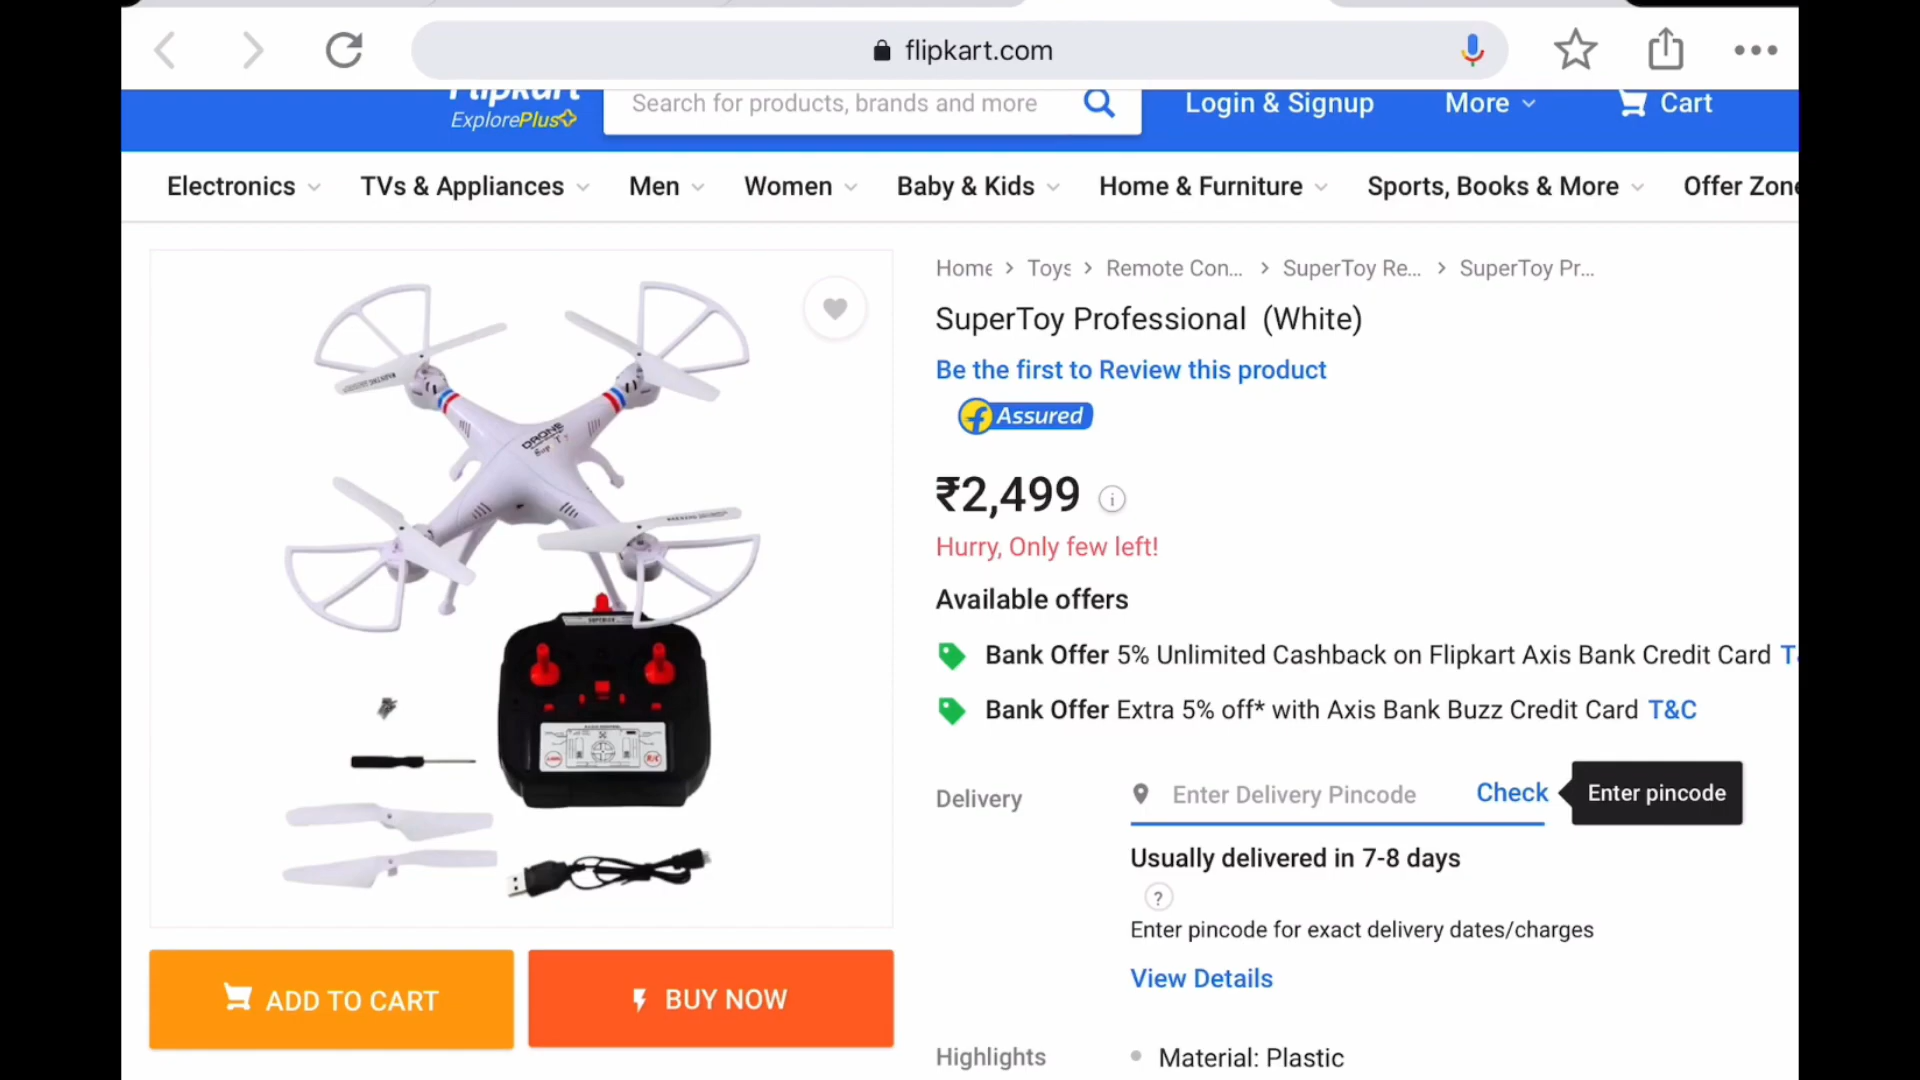 flipkart.com
Flipkart
ExplorePlus
Search for products, brands and more
Login & Signup
More
Cart
Electronics
TVs & Appliances
Men
Women
Baby & Kids
Home & Furniture
Sports, Books & More
Offer Zone
Home
Toys
Remote Con...
SuperToy Re...
SuperToy Pr...
SuperToy Professional (White)
Be the first to Review this product
Assured
₹2,499
Hurry, Only few left!
Available offers
Bank Offer 5% Unlimited Cashback on Flipkart Axis Bank Credit Card T
Bank Offer Extra 5% off* with Axis Bank Buzz Credit Card T&C
Delivery
Enter Delivery Pincode
Check
Enter pincode
Usually delivered in 7-8 days
?
Enter pincode for exact delivery dates/charges
View Details
Highlights
Material: Plastic
DRONE
ADD TO CART
BUY NOW